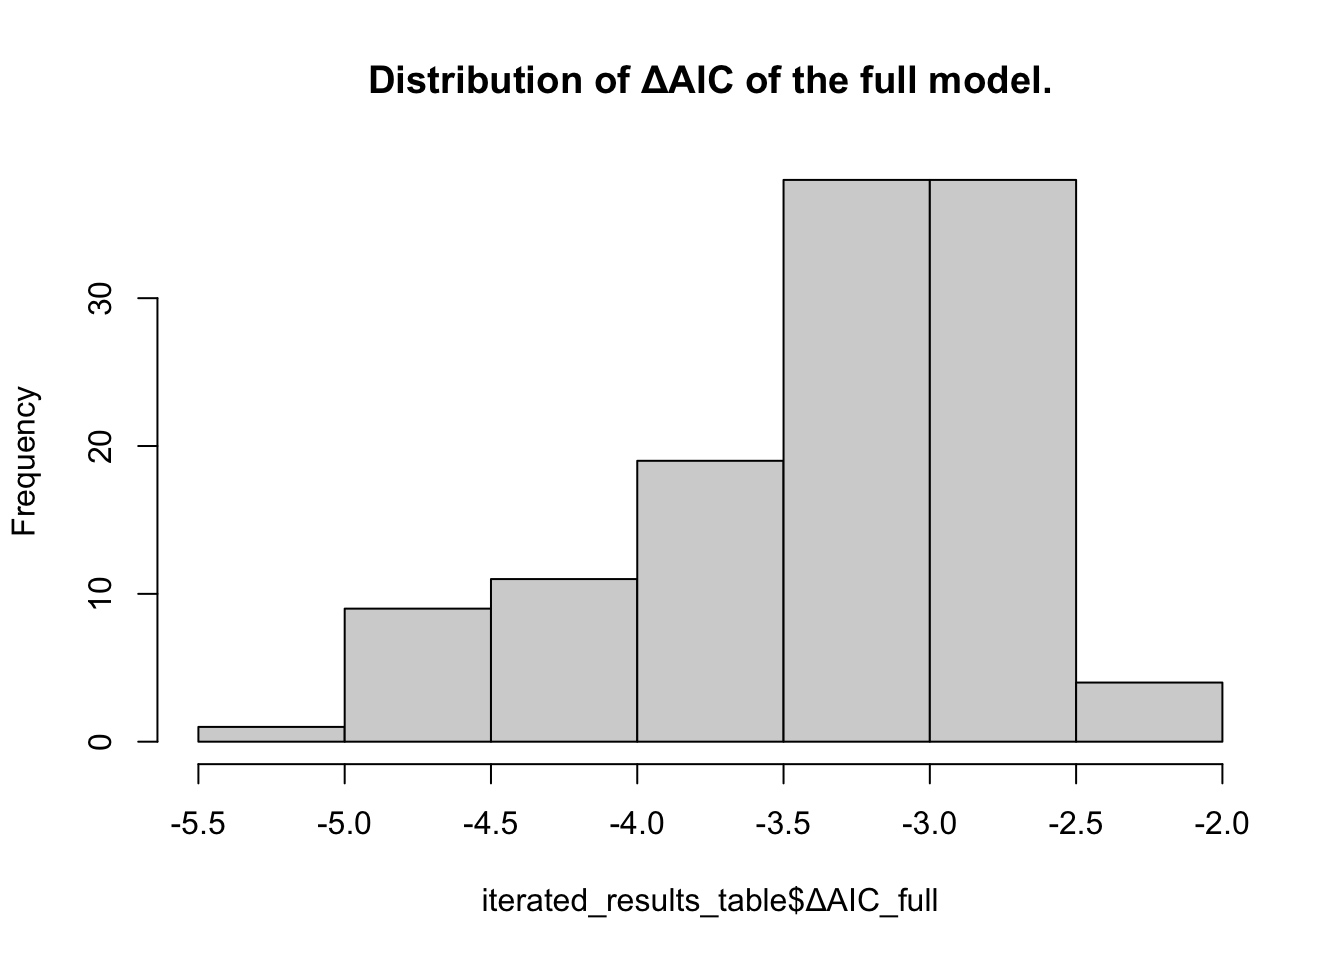 Distribution of ΔAIC of the full model.
Frequency
30
20
10
0
-5.5 -5.0 -4.5 -4.0 -3.5 -3.0 -2.5 -2.0
iterated_results_table$ΔAIC_full